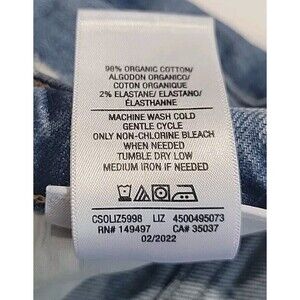 98% ORGANIC COTTON/
ALGODON ORGANICO/
COTON ORGANIQUE
2% ELASTANE/ ELASTANO/
ÉLASTHANNE
MACHINE WASH COLD
GENTLE CYCLE
ONLY NON-CHLORINE BLEACH
WHEN NEEDED
TUMBLE DRY LOW
MEDIUM IRON IF NEEDED
CSOLIZ5998 LIZ 4500495073
RN# 149497 CA# 35037
02/2022